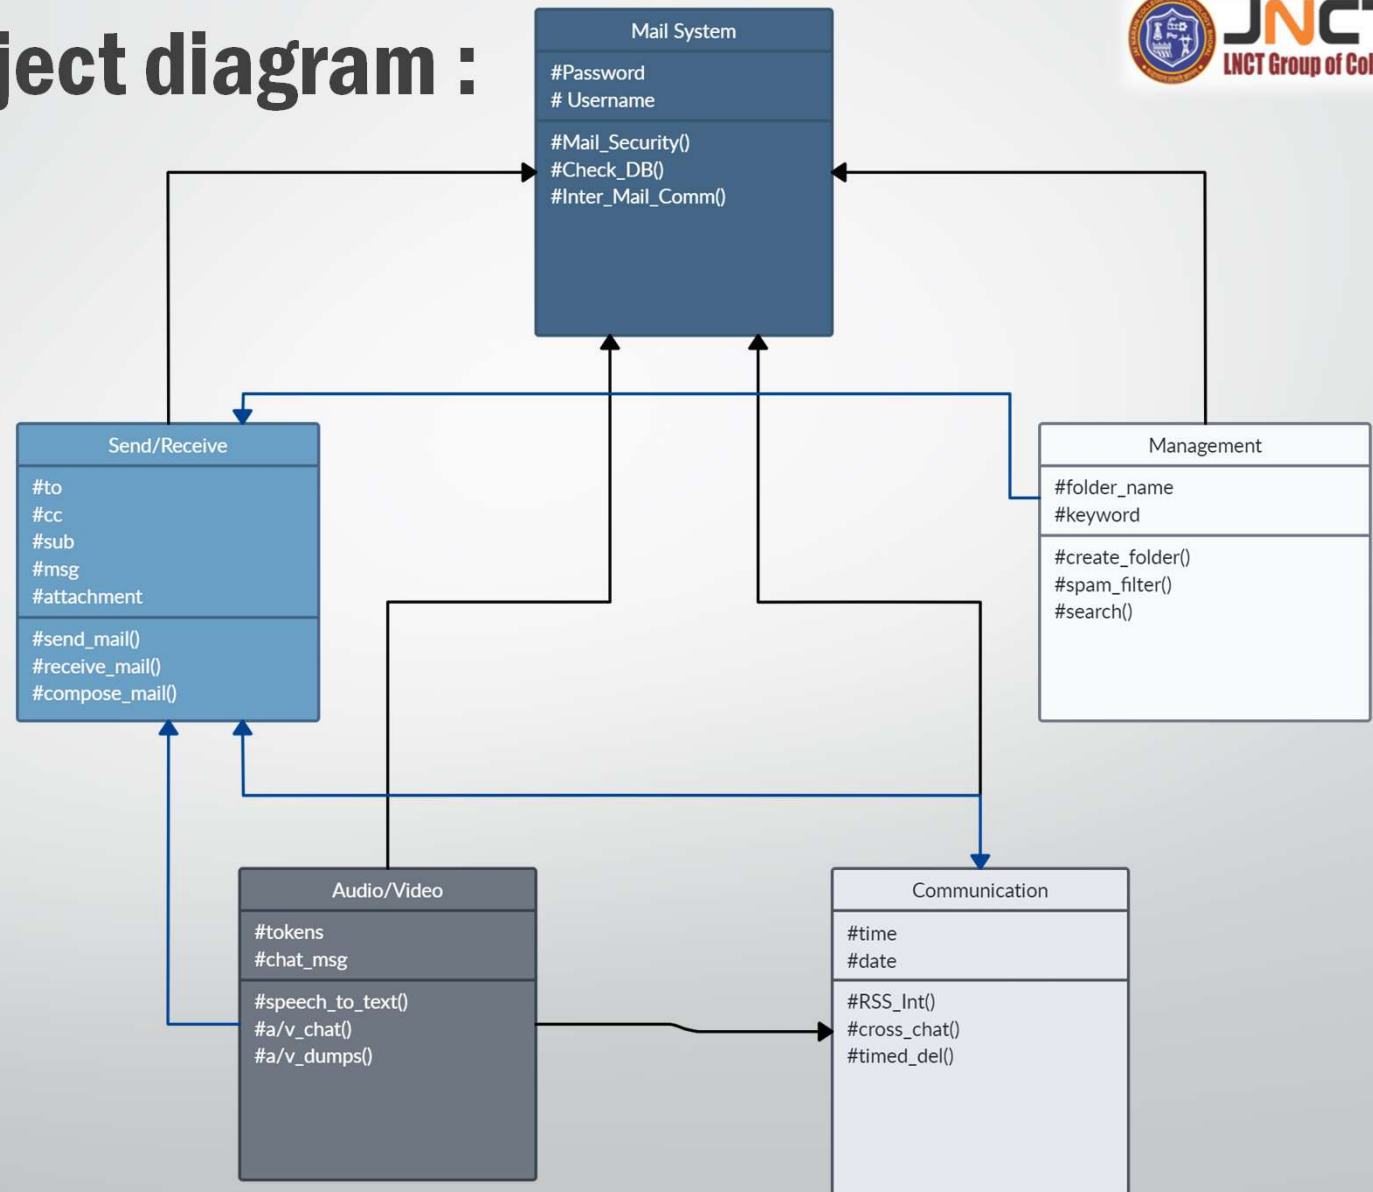 ject diagram :
JNCT
LNCT Group of Col
Mail System
#Password
# Username
#Mail_Security()
#Check_DB()
#Inter_Mail_Comm()
Send/Receive
#to
#cc
#sub
#msg
#attachment
#send_mail()
#receive_mail()
#compose_mail()
Management
#folder_name
#keyword
#create_folder()
#spam_filter()
#search()
Audio/Video
#tokens
#chat_msg
#speech_to_text()
#a/v_chat()
#a/v_dumps()
Communication
#time
#date
#RSS_Int()
#cross_chat()
#timed_del()